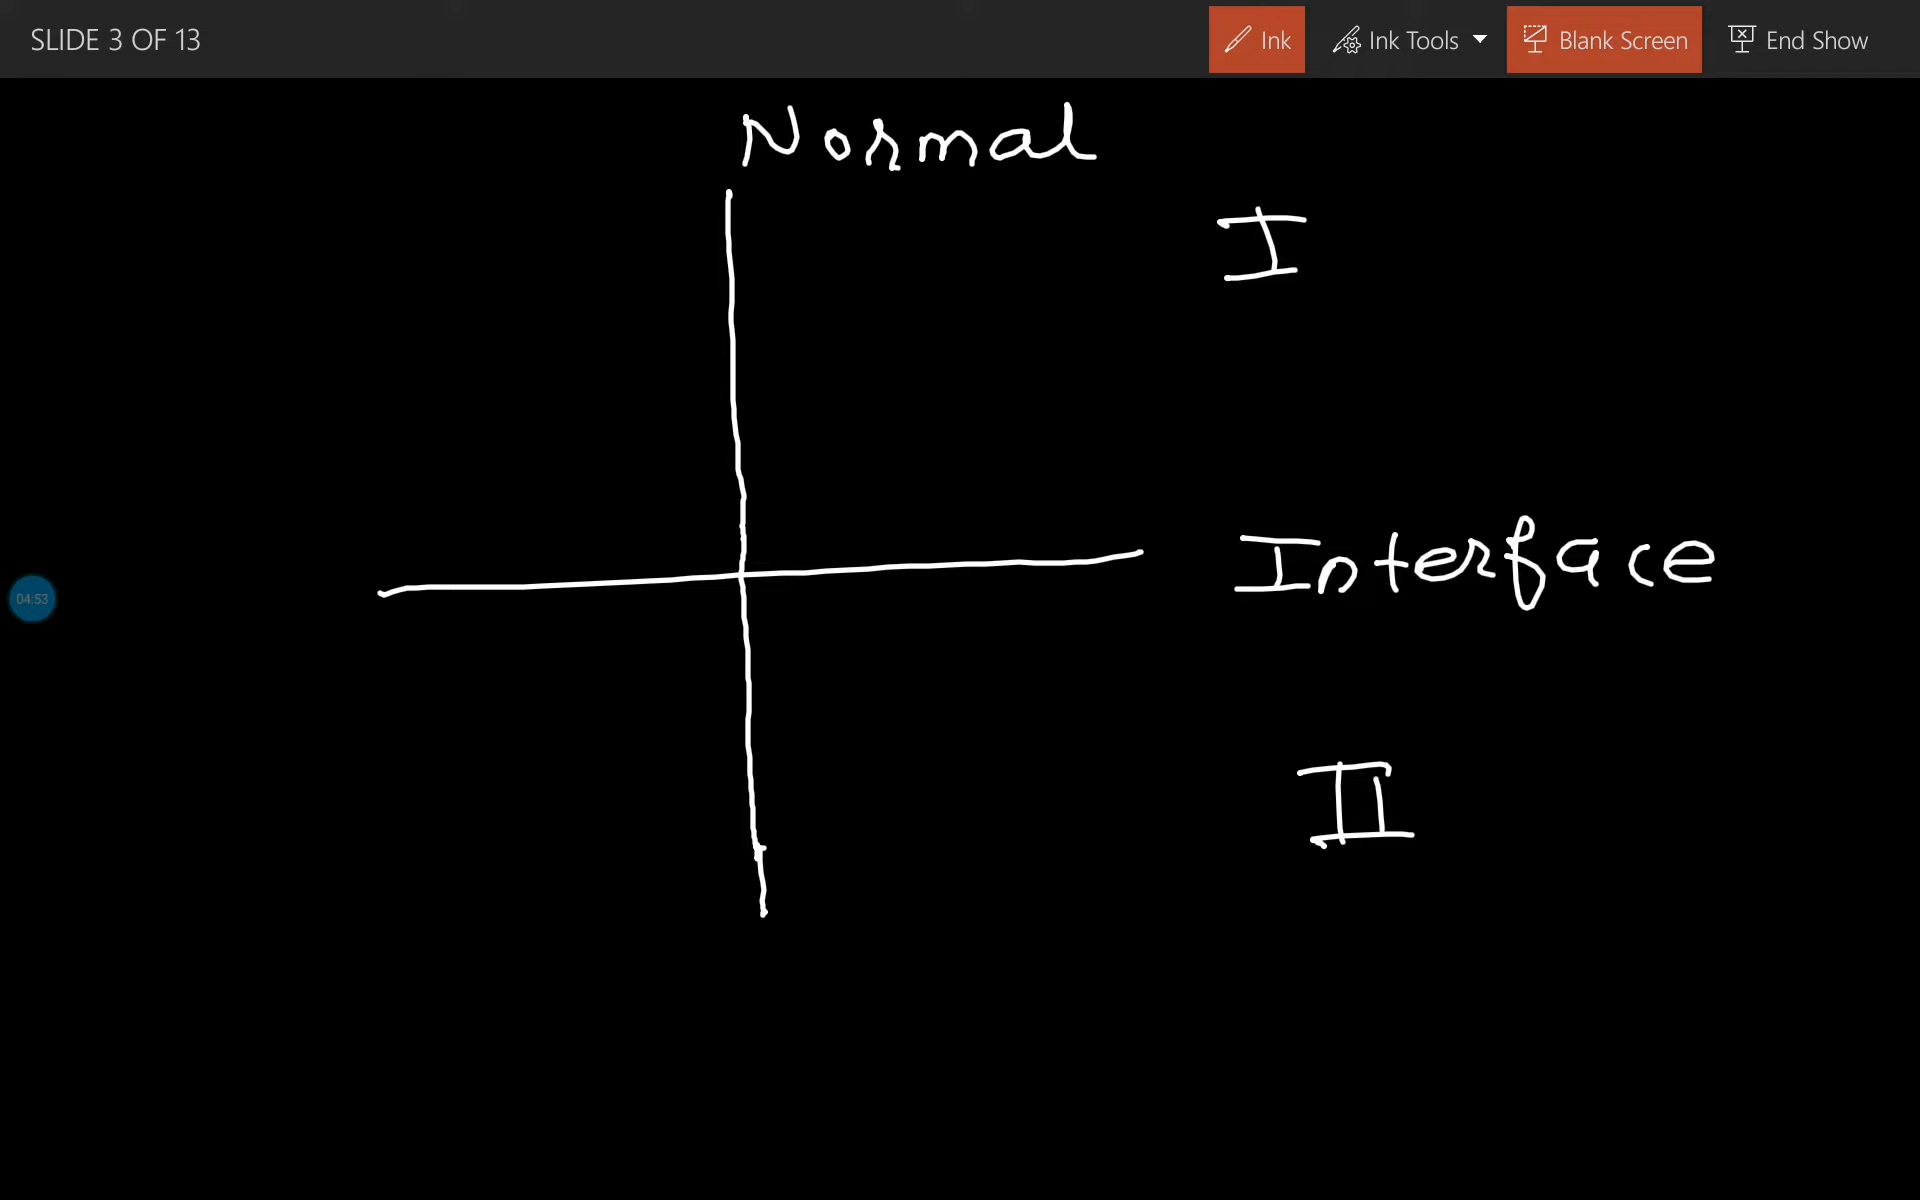 SLIDE 3 OF 13 Ink Ink Tools Blank Screen End Show
Normal
I
Interface
04:53
II